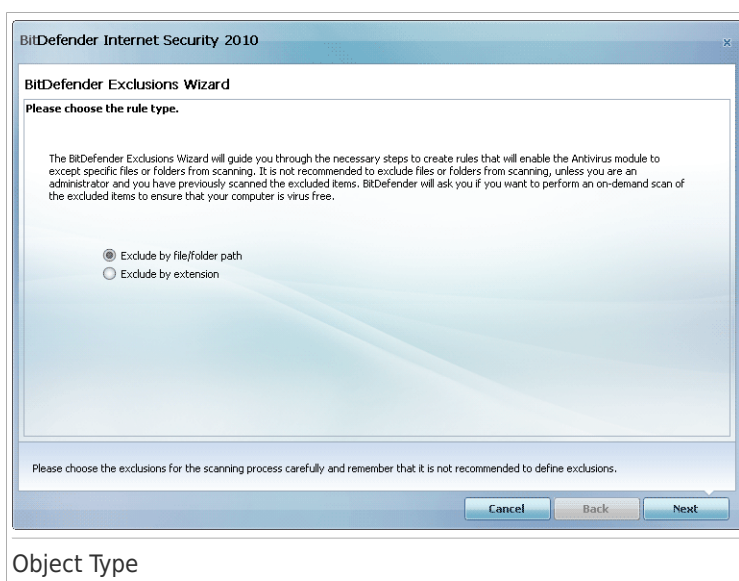 BitDefender Internet Security 2010
x
BitDefender Exclusions Wizard
Please choose the rule type.
The BitDefender Exclusions Wizard will guide you through the necessary steps to create rules that will enable the Antivirus module to
except specific files or folders from scanning. It is not recommended to exclude files or folders from scanning, unless you are an
administrator and you have previously scanned the excluded items. BitDefender will ask you if you want to perform an on-demand scan of
the excluded items to ensure that your computer is virus free.
Exclude by file/folder path
Exclude by extension
Please choose the exclusions for the scanning process carefully and remember that it is not recommended to define exclusions.
Cancel Back Next
Object Type